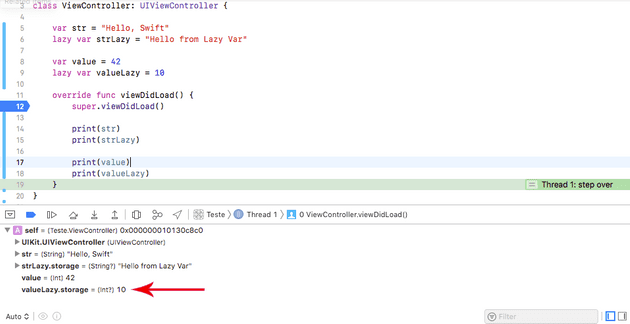 3 class ViewController: UIViewController {
4
5 var str = "Hello, Swift"
6 lazy var strLazy = "Hello from Lazy Var"
7
8 var value = 42
9 lazy var valueLazy = 10
10
11 override func viewDidLoad() {
12 super.viewDidLoad()
13
14 print(str)
15 print(strLazy)
16
17 print(value)
18 print(valueLazy)
19 } Thread 1: step over
20 }
Teste Thread 1 0 ViewController.viewDidLoad()
A self = (Teste.ViewController) 0x000000010130c8c0
UIKit.UIViewController (UIViewController)
str = (String) "Hello, Swift"
strLazy.storage = (String?) "Hello from Lazy Var"
value = (Int) 42
valueLazy.storage = (Int?) 10
Auto Filter